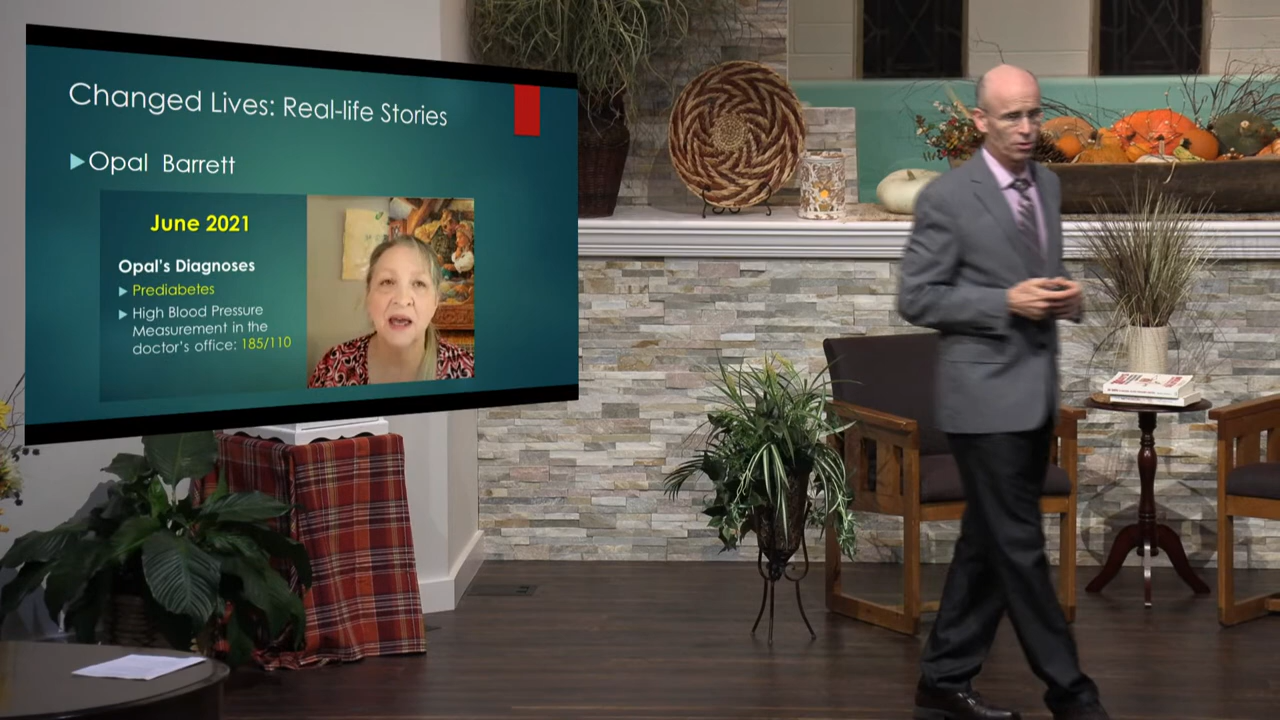 Changed Lives: Real-life Stories
Opal Barrett
June 2021
Opal's Diagnoses
Prediabetes
High Blood Pressure
Measurement in the
doctor's office: 185/110